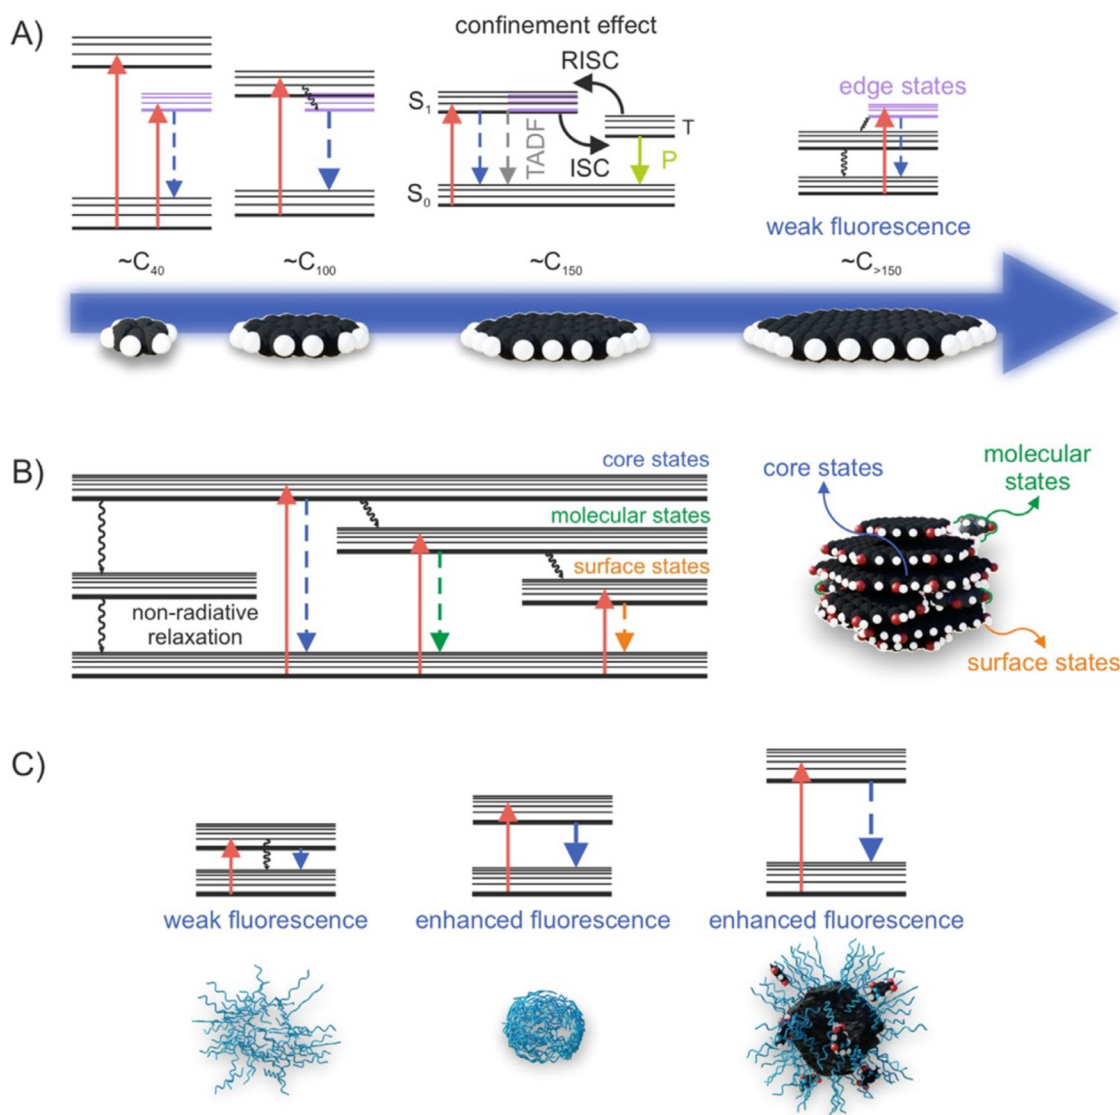 A)
confinement effect
RISC
edge states
S₁
T
TADF
ISC
P
S₀
weak fluorescence
~C₄₀
~C₁₀₀
~C₁₅₀
~C>₁₅₀
B)
core states
molecular states
surface states
non-radiative
relaxation
core states
molecular
states
surface states
C)
weak fluorescence
enhanced fluorescence
enhanced fluorescence